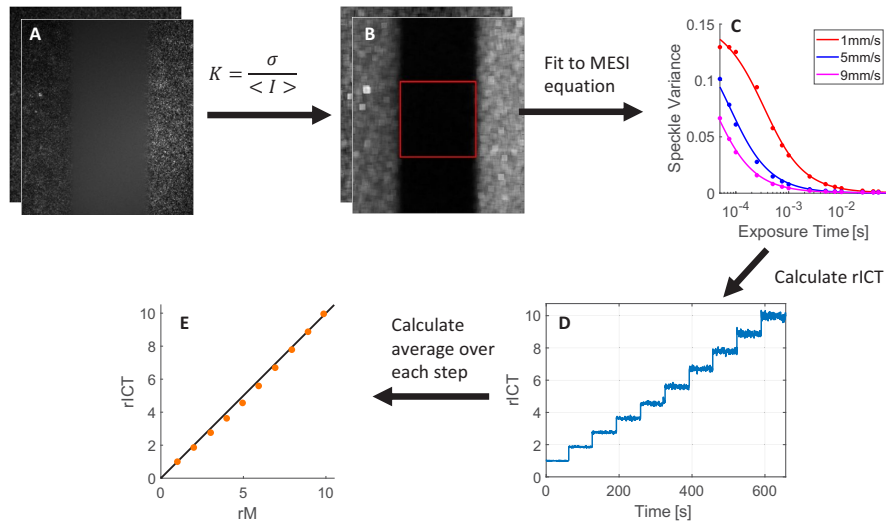 A
K = σ / < I >
B
Fit to MESI
equation
C
Speckle Variance
0.15
0.1
0.05
0
1mm/s
5mm/s
9mm/s
10⁻⁴ 10⁻³ 10⁻²
Exposure Time [s]
Calculate rICT
D
rICT
10
8
6
4
2
0 200 400 600
Time [s]
Calculate
average over
each step
E
rICT
10
8
6
4
2
0
0 5 10
rM